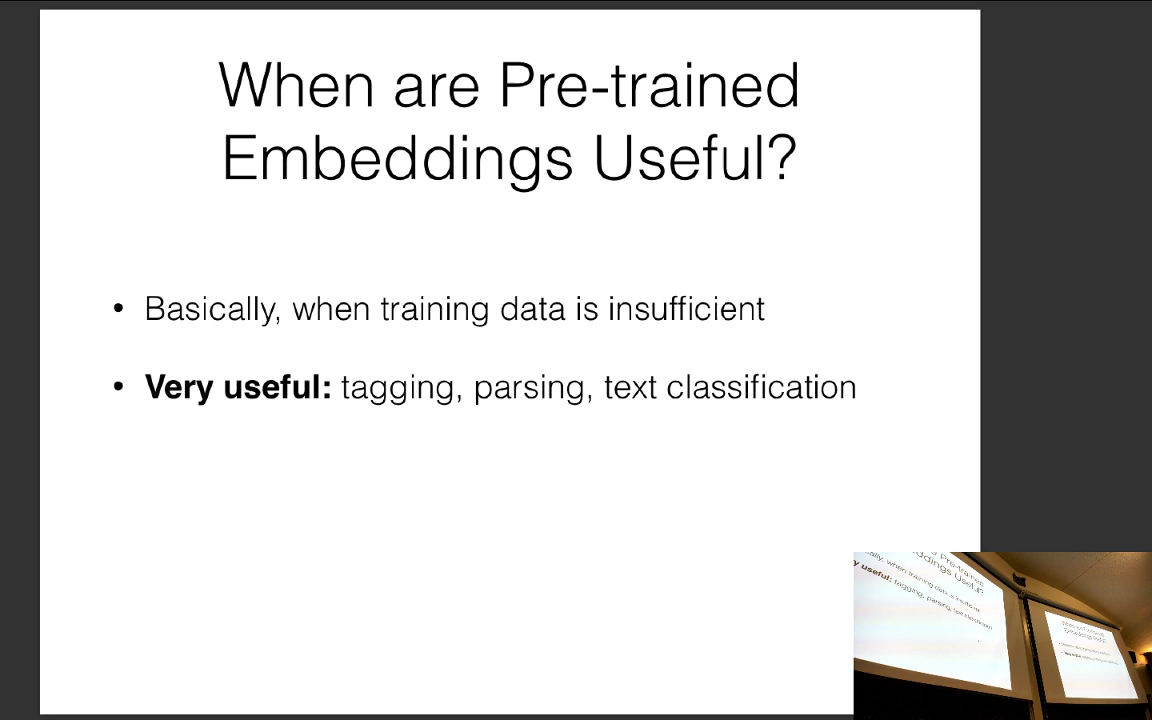 When are Pre-trained
Embeddings Useful?
• Basically, when training data is insufficient
• Very useful: tagging, parsing, text classification